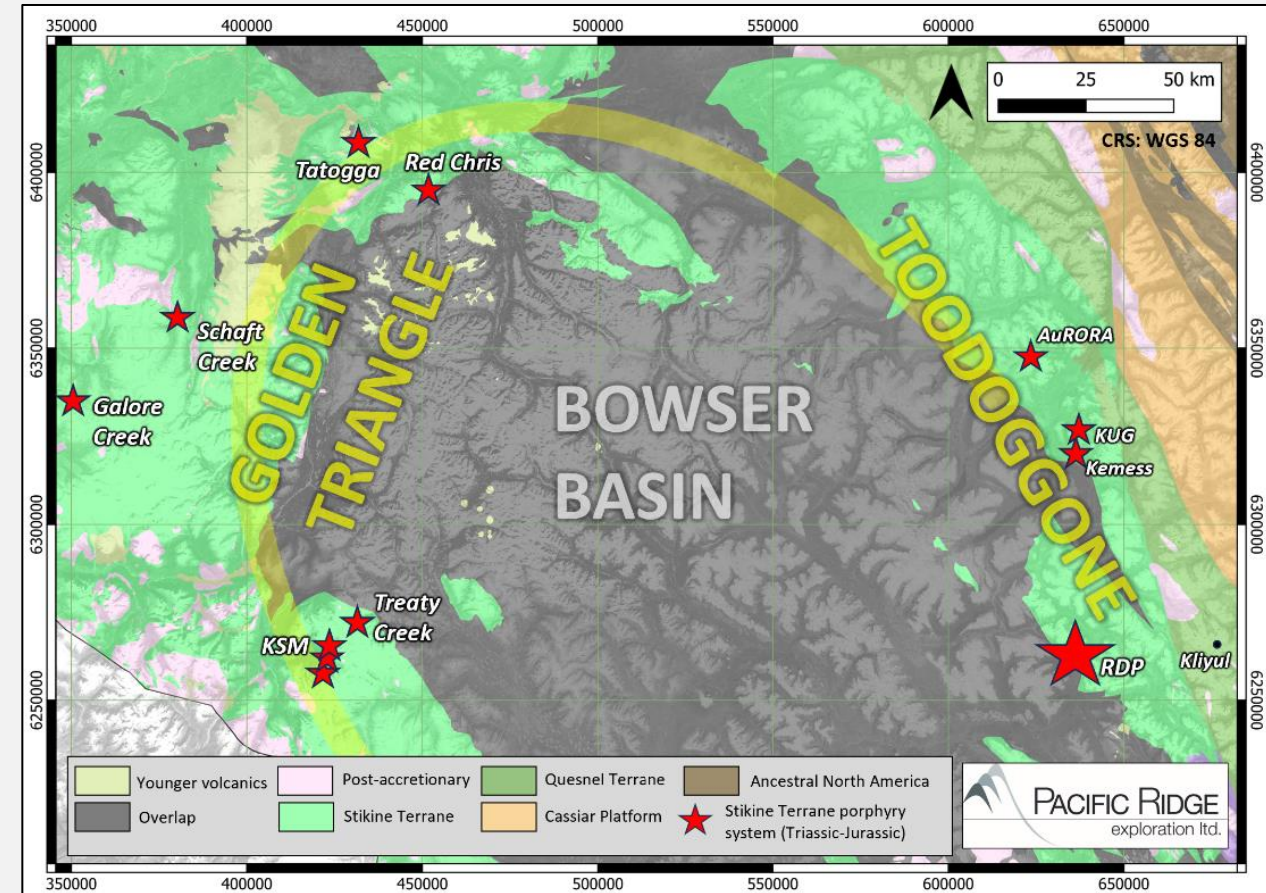 350000
400000
450000
500000
550000
600000
650000
0 25 50 km
CRS: WGS 84
6400000
6400000
Tatogga
Red Chris
GOLDEN
TRIANGLE
TOODOGGONE
Schaft
Creek
AuRORA
6350000
6350000
Galore
Creek
BOWSER
BASIN
KUG
Kemess
6300000
6300000
Treaty
Creek
KSM
RDP
Kliyul
6250000
6250000
Younger volcanics
Post-accretionary
Quesnel Terrane
Ancestral North America
Overlap
Stikine Terrane
Cassiar Platform
Stikine Terrane porphyry
system (Triassic-Jurassic)
PACIFIC RIDGE
exploration ltd.
350000
400000
450000
500000
550000
600000
650000